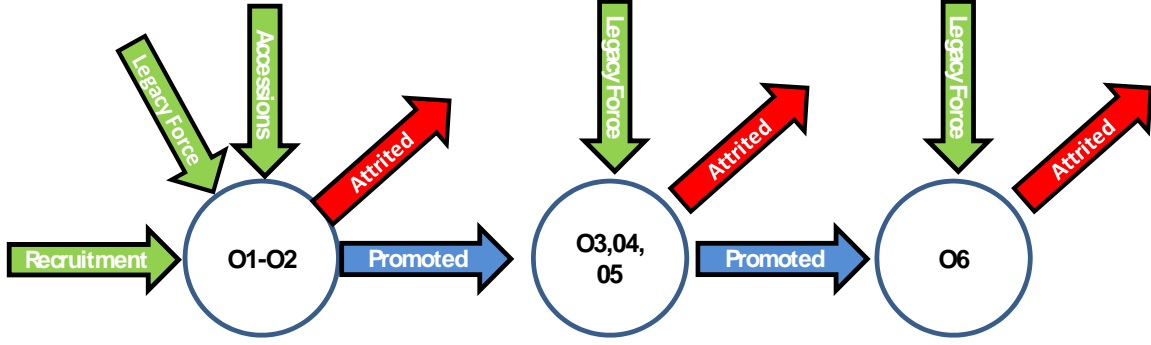 Legacy Force
Accessions
Attrited
Recruitment
O1-O2
Promoted
Legacy Force
Attrited
O3,04,
05
Promoted
Legacy Force
Attrited
O6